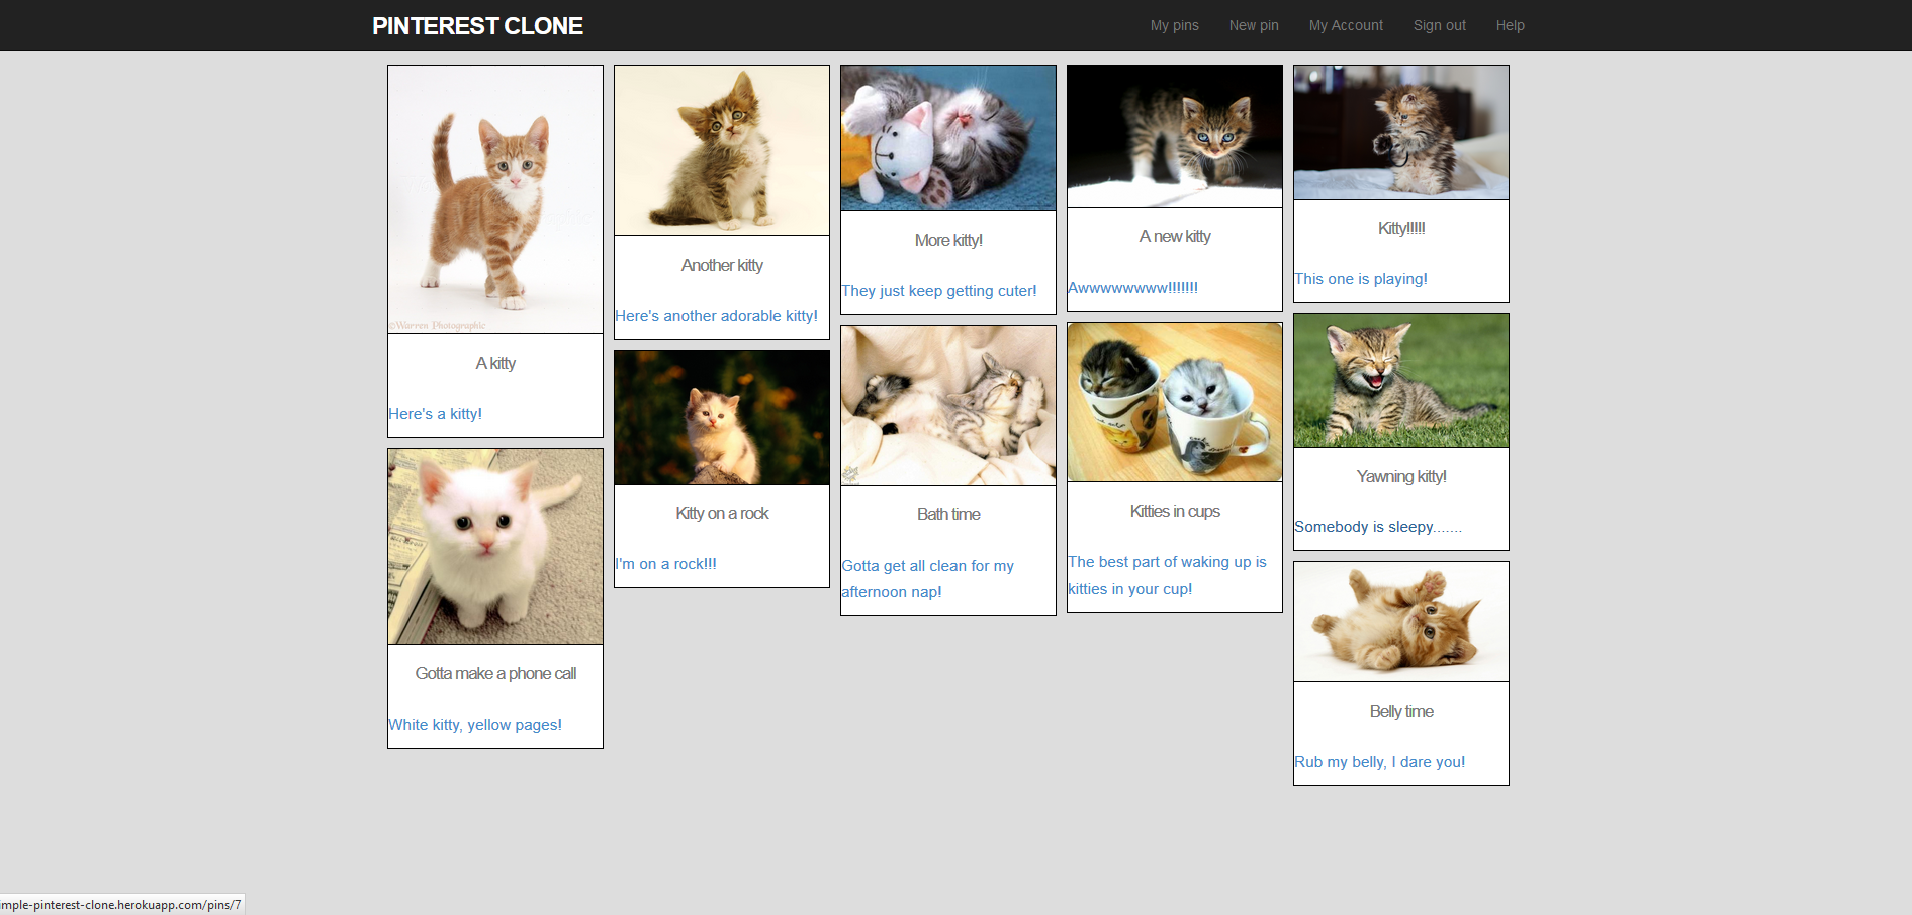 PINTEREST CLONE
My pins
New pin
My Account
Sign out
Help
©Warren Photographic
A kitty
Here's a kitty!
Another kitty
Here's another adorable kitty!
More kitty!
They just keep getting cuter!
A new kitty
Awwwwwwww!!!!!!!
Kitty!!!!!
This one is playing!
Gotta make a phone call
White kitty, yellow pages!
Kitty on a rock
I'm on a rock!!!
Bath time
Gotta get all clean for my
afternoon nap!
Kitties in cups
The best part of waking up is
kitties in your cup!
Yawning kitty!
Somebody is sleepy.......
Belly time
Rub my belly, I dare you!
imple-pinterest-clone.herokuapp.com/pins/7